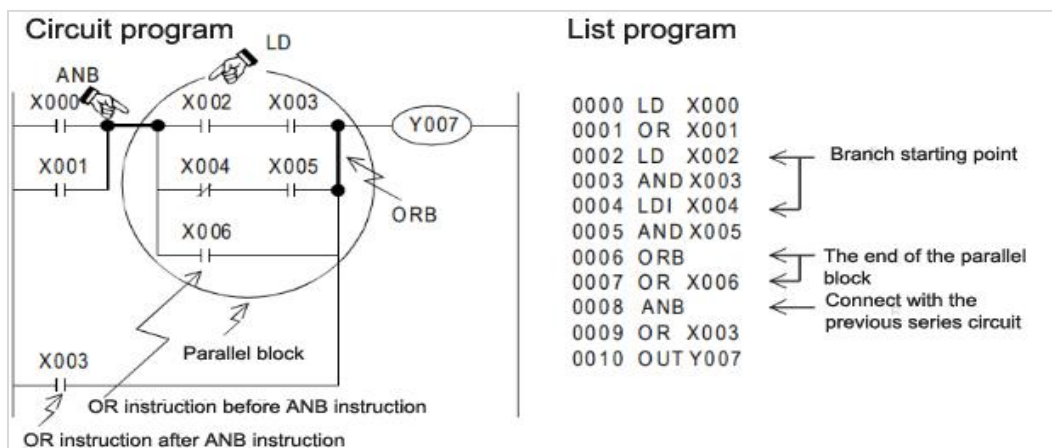 Circuit program
LD
ANB
X000
X002
X003
Y007
X001
X004
X005
ORB
X006
Parallel block
X003
OR instruction before ANB instruction
OR instruction after ANB instruction
List program
0000 LD X000
0001 OR X001
0002 LD X002
0003 AND X003
0004 LDI X004
0005 AND X005
0006 ORB
0007 OR X006
0008 ANB
0009 OR X003
0010 OUT Y007
Branch starting point
The end of the parallel
block
Connect with the
previous series circuit